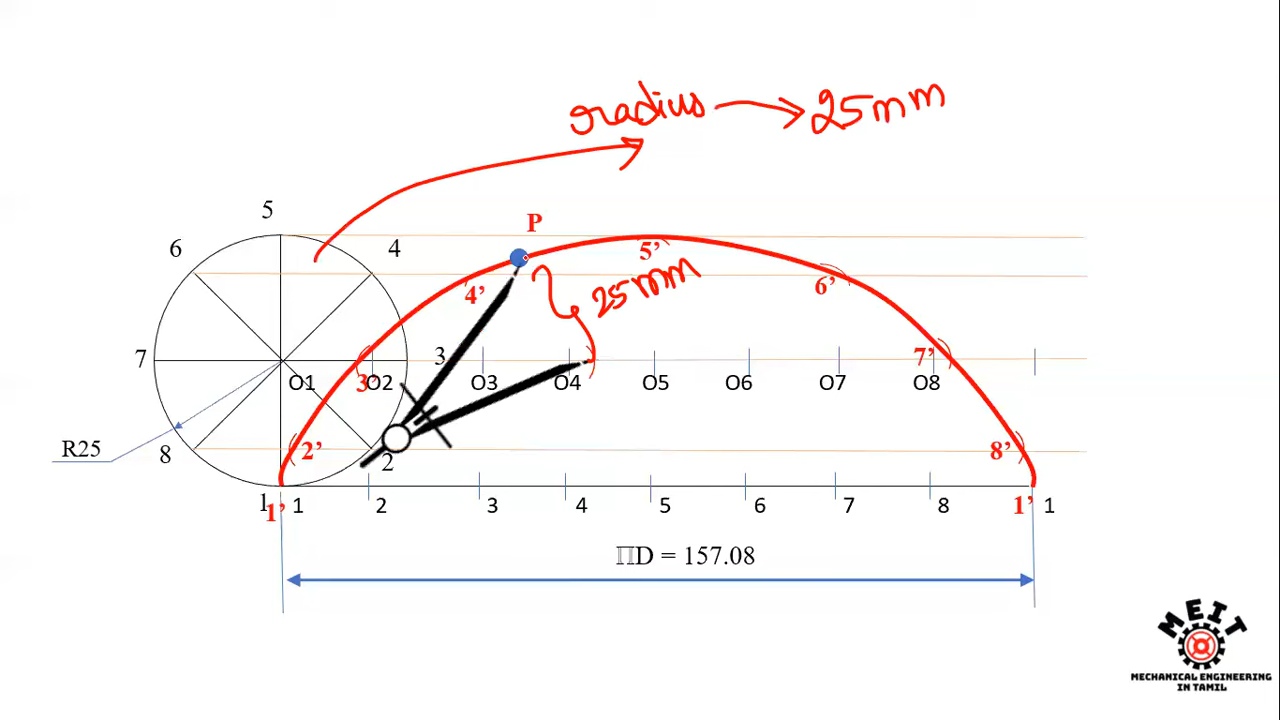 radius → 25mm
5
6
4
P
5'
4'
25mm
6'
7
3
3
7'
O1
O2
O3
O4
O5
O6
O7
O8
R25
8
2'
2
8'
1
1'
1
2
3
4
5
6
7
8
1'
1
ΠD = 157.08
MEIT
MECHANICAL ENGINEERING
IN TAMIL